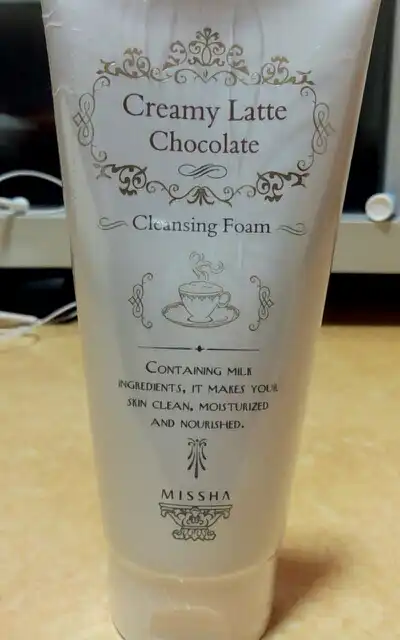 Creamy Latte
Chocolate
Cleansing Foam
Containing milk
ingredients, it makes your
skin clean, moisturized
and nourished.
MISSHA